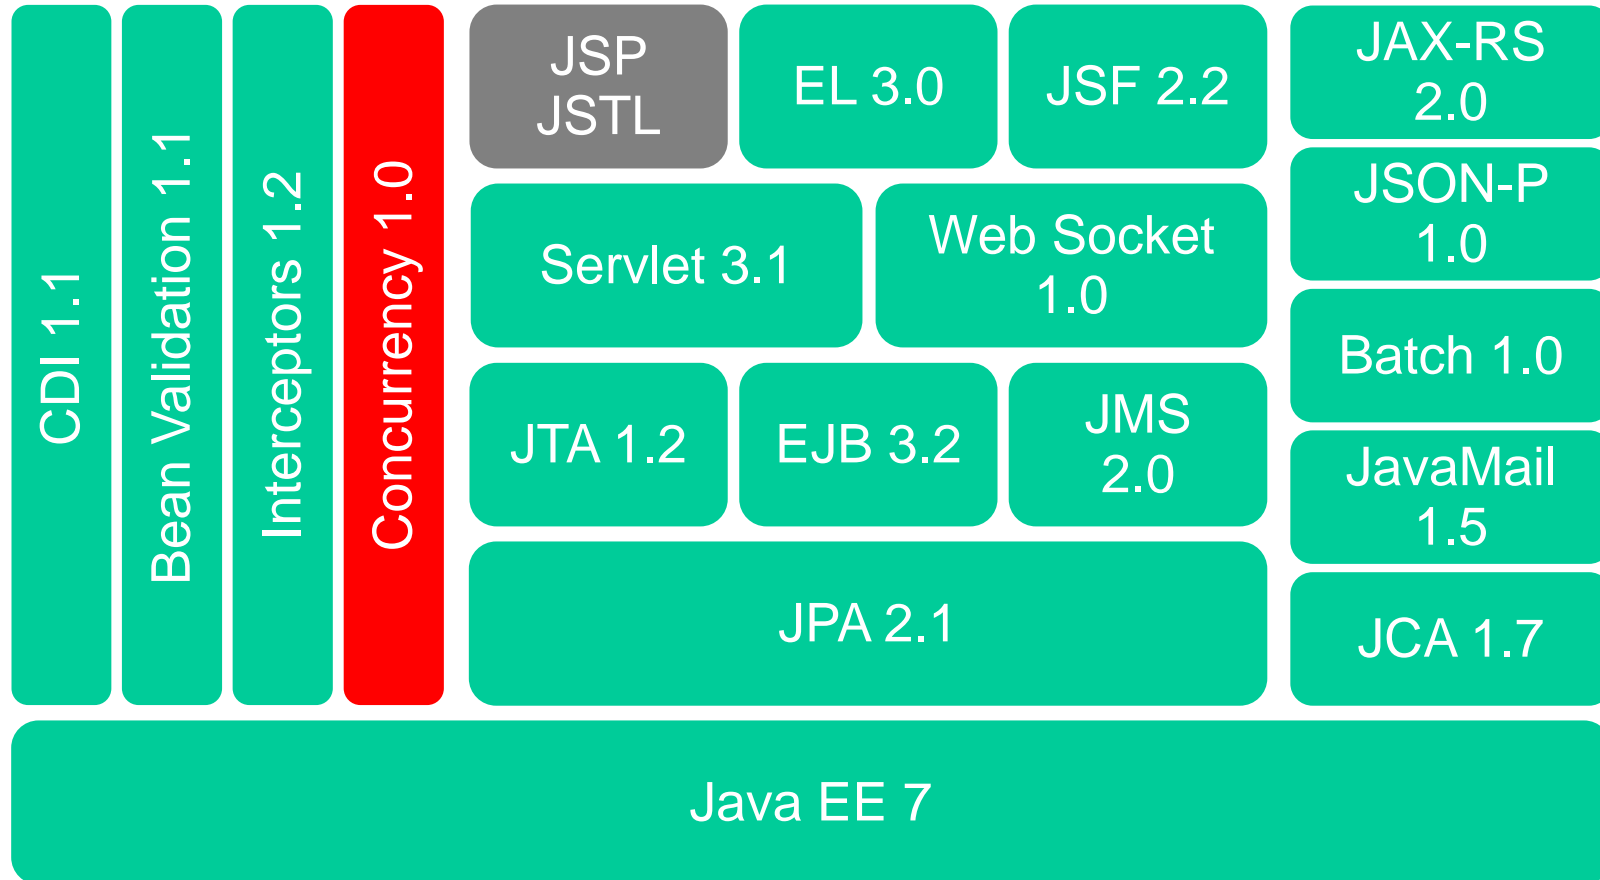 CDI 1.1
Bean Validation 1.1
Interceptors 1.2
Concurrency 1.0
JSP
JSTL
EL 3.0
JSF 2.2
Servlet 3.1
Web Socket
1.0
JTA 1.2
EJB 3.2
JMS
2.0
JPA 2.1
JAX-RS
2.0
JSON-P
1.0
Batch 1.0
JavaMail
1.5
JCA 1.7
Java EE 7